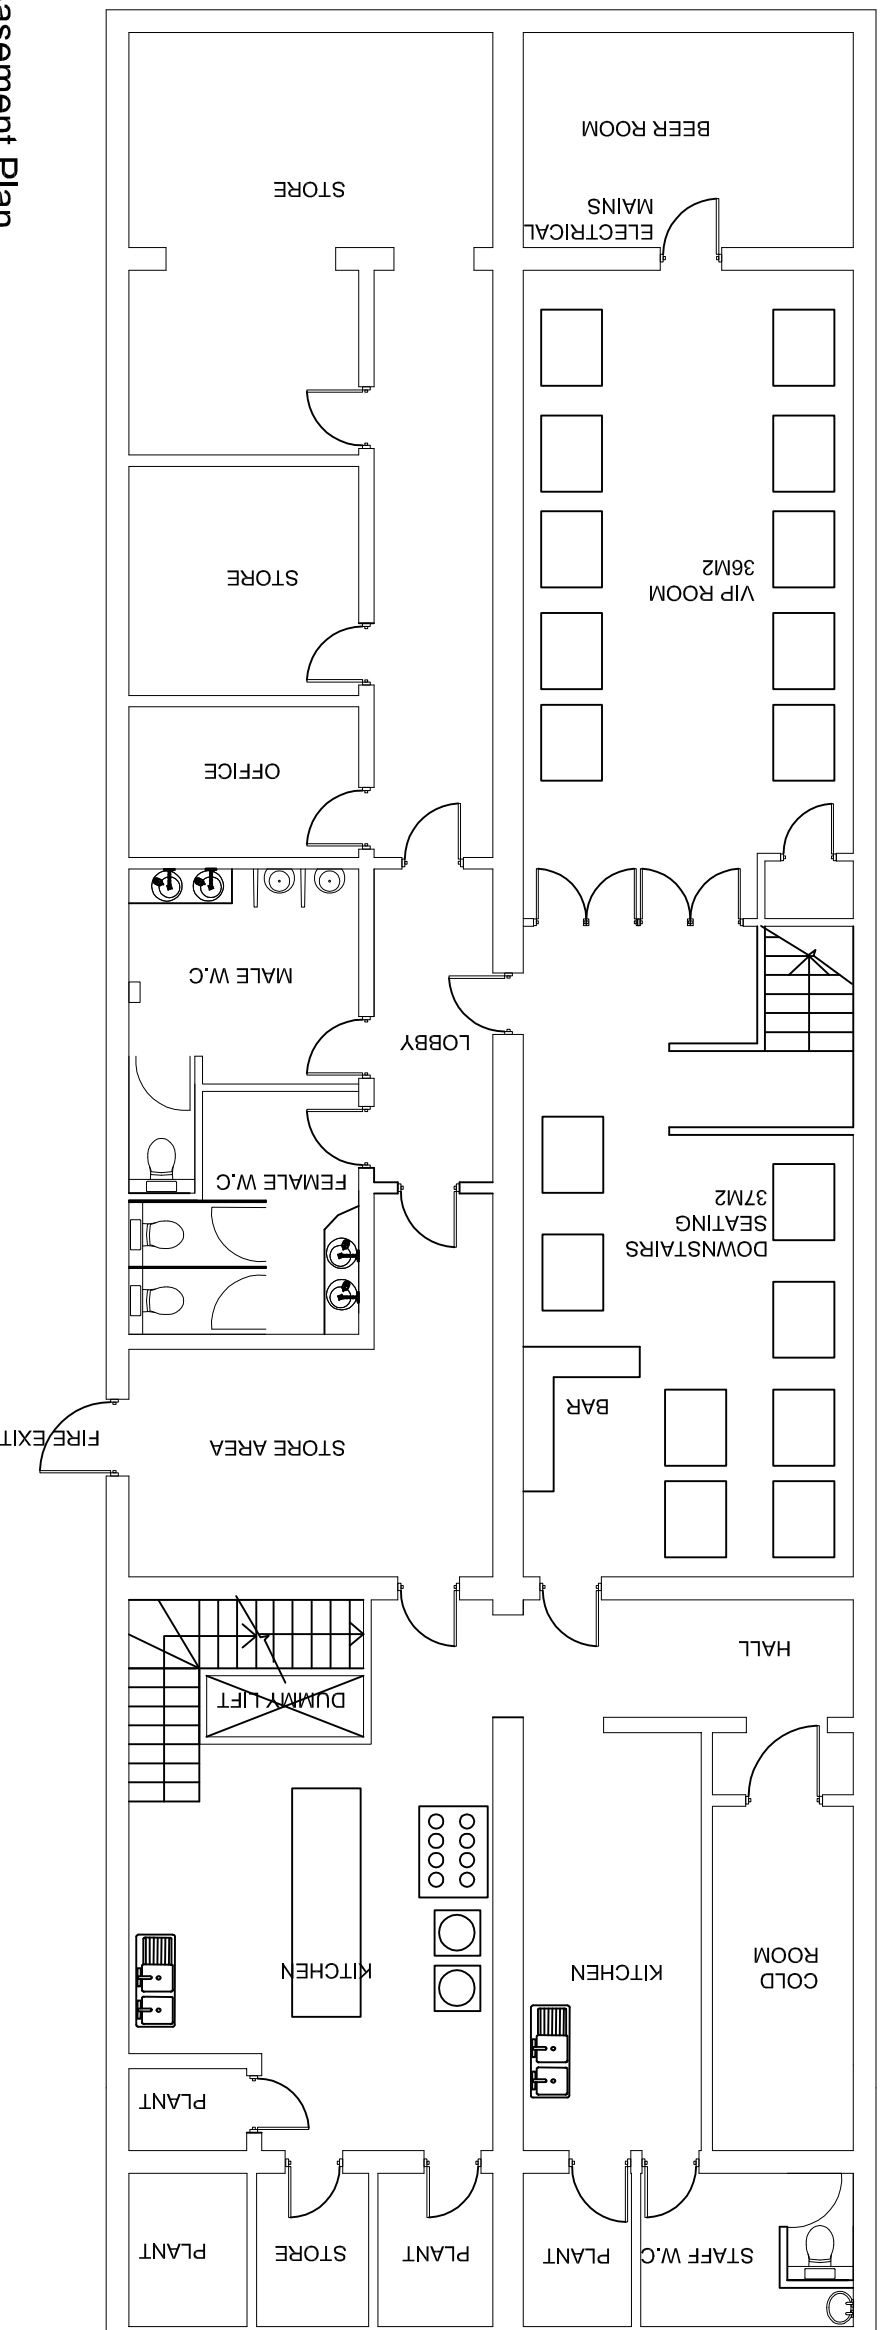 STAFF W.C
PLANT
PLANT
STORE
PLANT
PLANT
COLD
ROOM
KITCHEN
KITCHEN
DUMMY LIFT
HALL
STORE AREA
FIRE EXIT
BAR
DOWNSTAIRS
SEATING
37M2
FEMALE W.C
LOBBY
MALE W.C
OFFICE
VIP ROOM
36M2
STORE
ELECTRICAL
MAINS
STORE
BEER ROOM
asement Plan